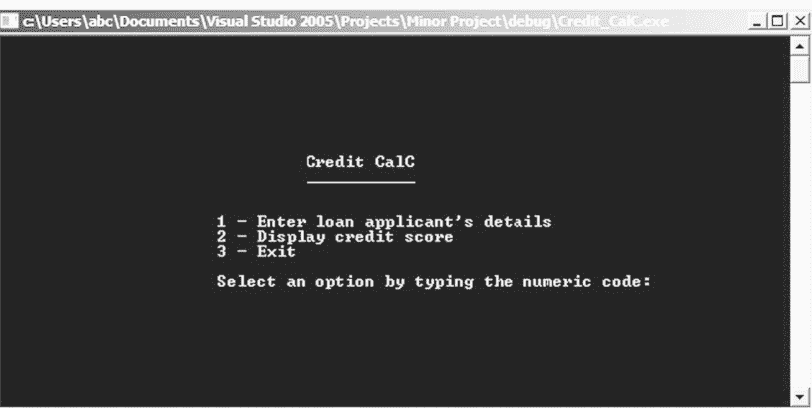 c:\Users\abc\Documents\Visual Studio 2005\Projects\Minor Project\debug\Credit_CalC.exe
Credit CalC
1 - Enter loan applicant's details
2 - Display credit score
3 - Exit
Select an option by typing the numeric code: